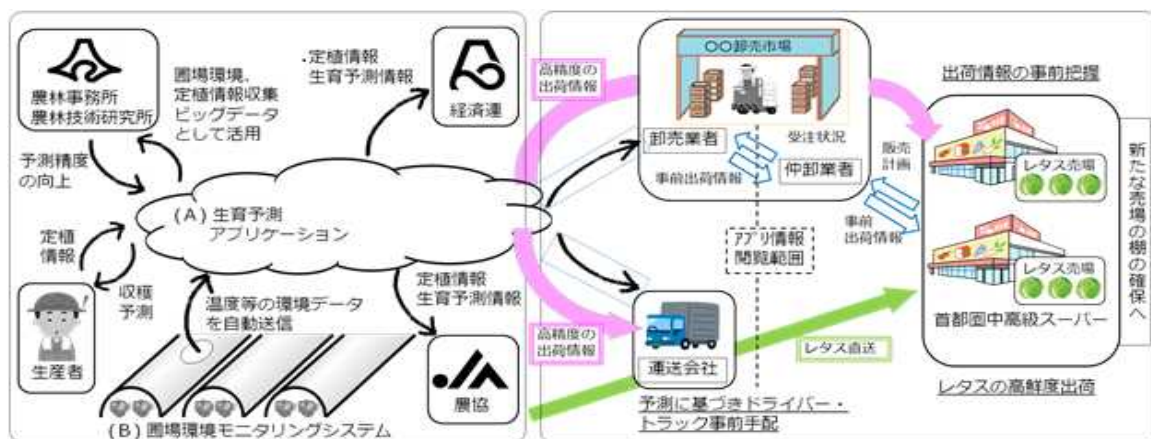 農林事務所
農林技術研究所
圃場環境、
定植情報収集
ビッグデータ
として活用
予測精度
の向上
.定植情報
生育予測情報
経済連
(A)生育予測
アプリケーション
定植
情報
収穫
予測
生産者
温度等の環境データ
を自動送信
定植情報
生育予測情報
農協
(B)圃場環境モニタリングシステム
高精度の
出荷情報
〇〇卸売市場
卸売業者
受注状況
仲卸業者
事前出荷情報
アプリ情報
閲覧範囲
高精度の
出荷情報
運送会社
予測に基づきドライバー・
トラック事前手配
販売
計画
事前
出荷情報
レタス直送
出荷情報の事前把握
レタス売場
レタス売場
首都圏中高級スーパー
レタスの高鮮度出荷
新たな売場の棚の確保へ